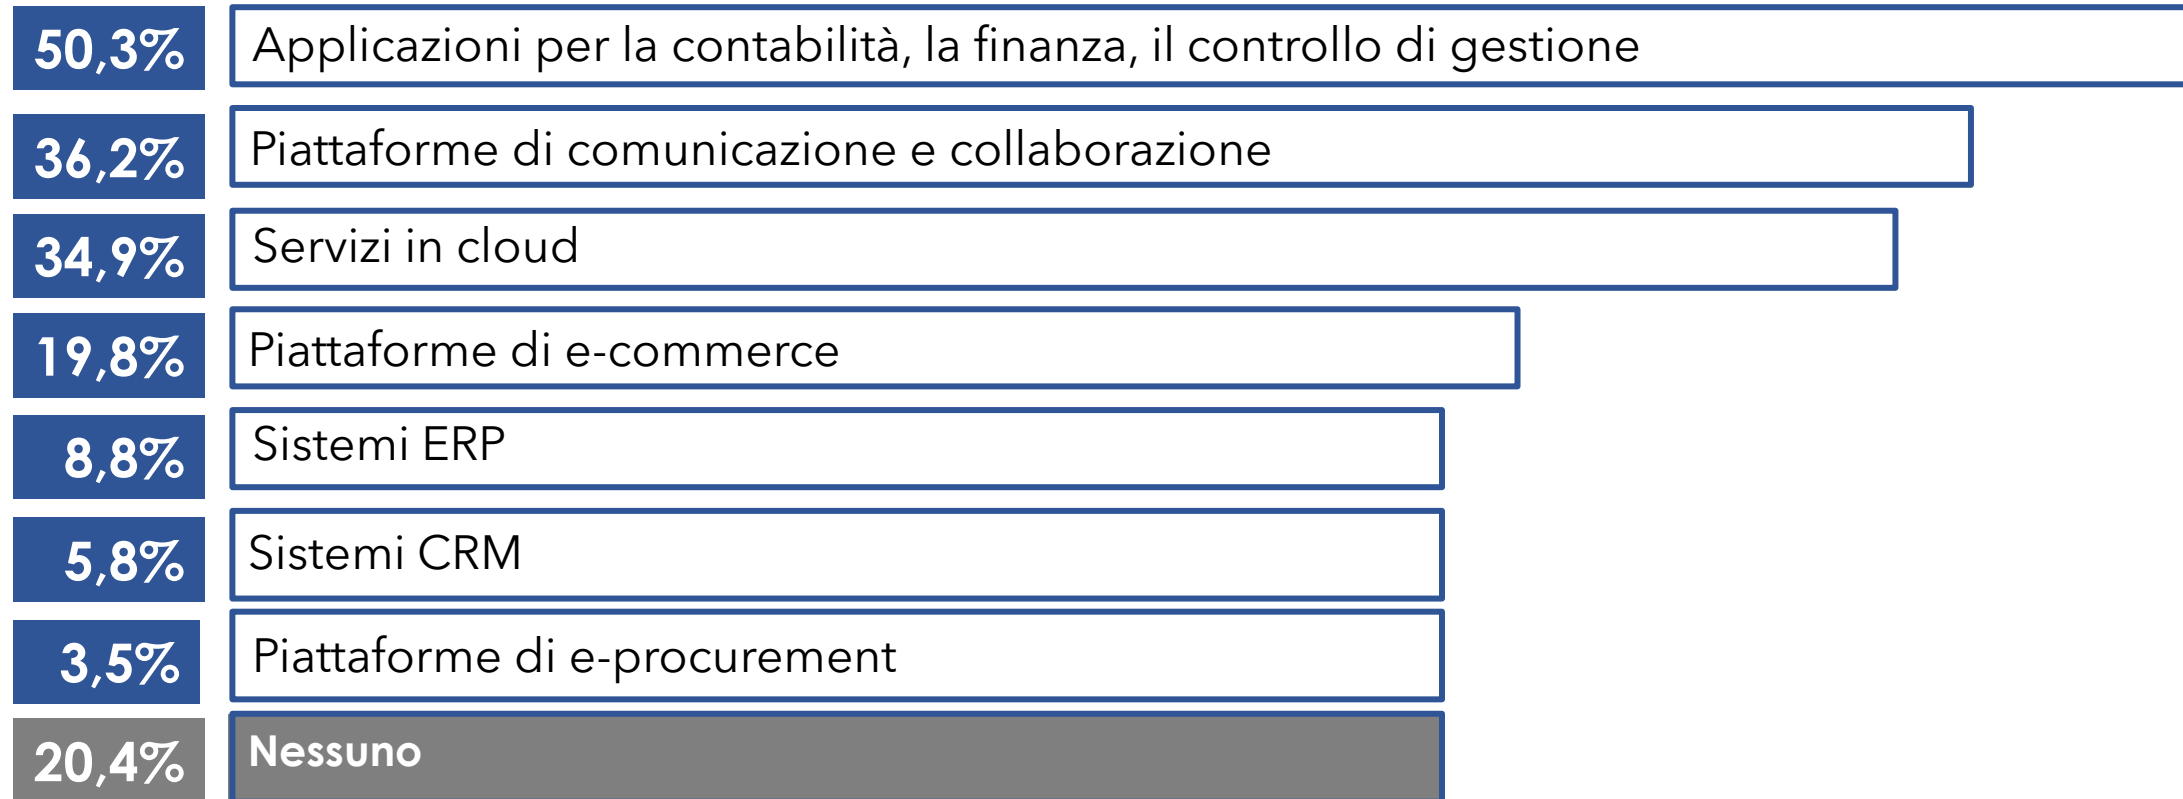 50,3% Applicazioni per la contabilità, la finanza, il controllo di gestione
36,2% Piattaforme di comunicazione e collaborazione
34,9% Servizi in cloud
19,8% Piattaforme di e-commerce
8,8% Sistemi ERP
5,8% Sistemi CRM
3,5% Piattaforme di e-procurement
20,4% Nessuno